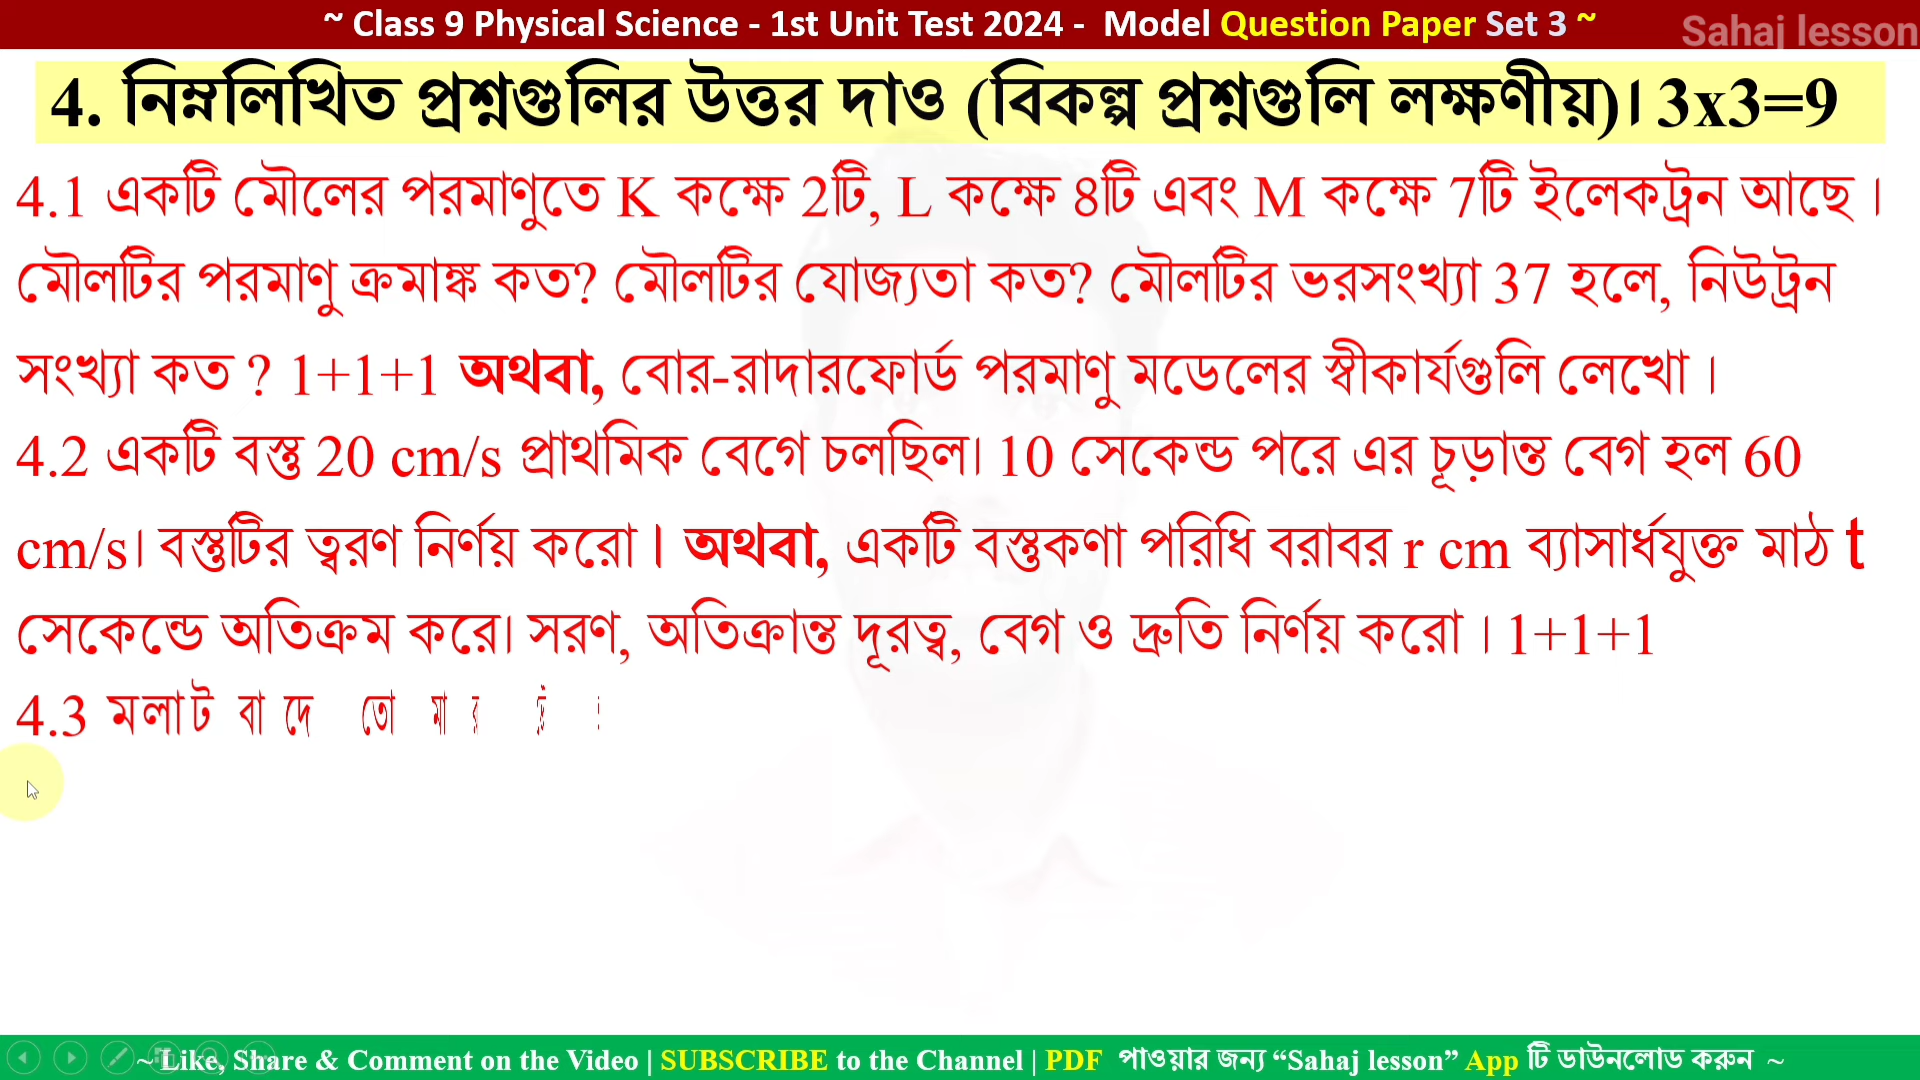 ~ Class 9 Physical Science - 1st Unit Test 2024 - Model Question Paper Set 3 ~
Sahaj lesson
4. নিম্নলিখিত প্রশ্নগুলির উত্তর দাও (বিকল্প প্রশ্নগুলি লক্ষণীয়)। 3x3=9
4.1 একটি মৌলের পরমাণুতে K কক্ষে 2টি, L কক্ষে 8টি এবং M কক্ষে 7টি ইলেকট্রন আছে ।
মৌলটির পরমাণু ক্রমাঙ্ক কত? মৌলটির যোজ্যতা কত? মৌলটির ভরসংখ্যা 37 হলে, নিউট্রন
সংখ্যা কত ? 1+1+1 অথবা, বোর-রাদারফোর্ড পরমাণু মডেলের স্বীকার্যগুলি লেখো ।
4.2 একটি বস্তু 20 cm/s প্রাথমিক বেগে চলছিল। 10 সেকেন্ড পরে এর চূড়ান্ত বেগ হল 60
cm/s। বস্তুটির ত্বরণ নির্ণয় করো । অথবা, একটি বস্তুকণা পরিধি বরাবর r cm ব্যাসার্ধযুক্ত মাঠ t
সেকেন্ডে অতিক্রম করে। সরণ, অতিক্রান্ত দূরত্ব, বেগ ও দ্রুতি নির্ণয় করো । 1+1+1
4.3 মলাট বাদে তোমার
~ Like, Share & Comment on the Video | SUBSCRIBE to the Channel | PDF পাওয়ার জন্য “Sahaj lesson” App টি ডাউনলোড করুন ~